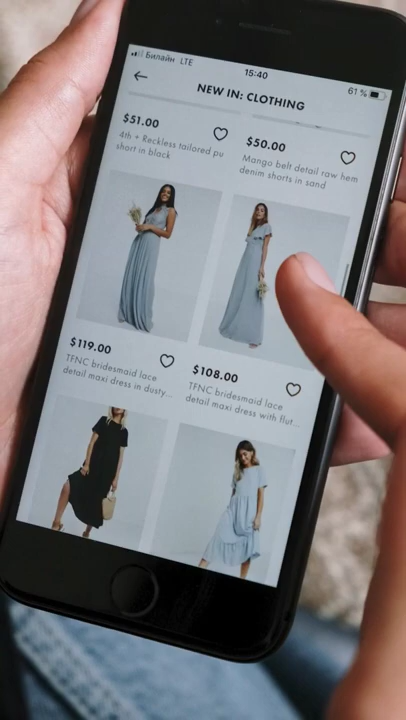 Билайн LTE
15:40
61 %
NEW IN: CLOTHING
$51.00
4th + Reckless tailored pu
short in black
$50.00
Mango belt detail raw hem
denim shorts in sand
$119.00
TFNC bridesmaid lace
detail maxi dress in dusty...
$108.00
TFNC bridesmaid lace
detail maxi dress with flut...